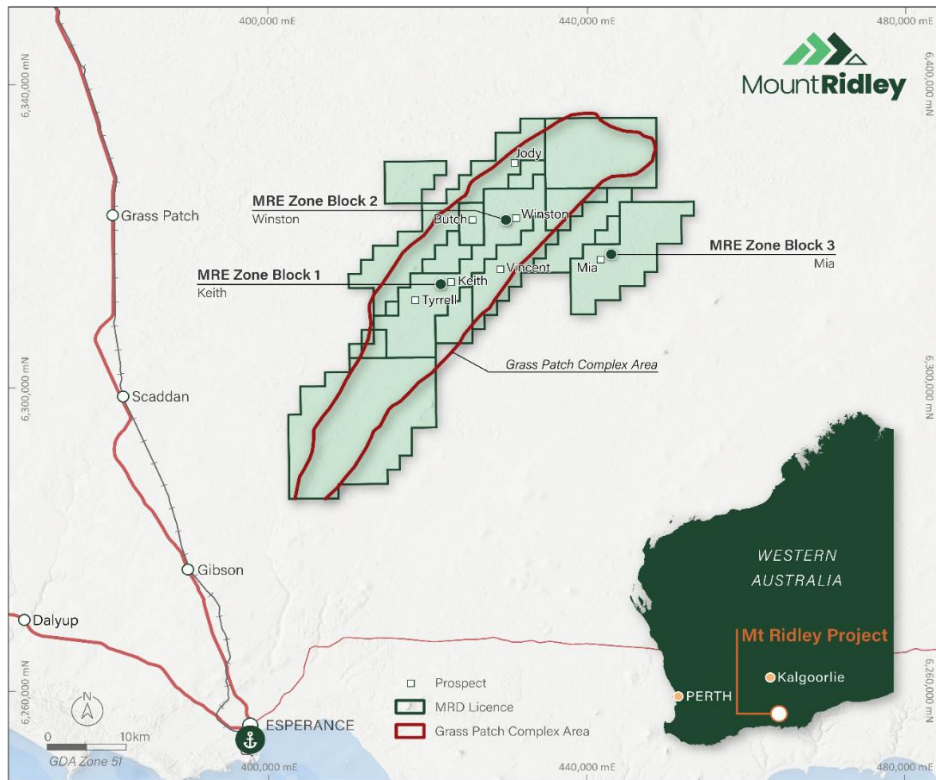 400,000 mE
440,000 mE
480,000 mE
6,340,000 mN
6,400,000 mN
MountRidley
Jody
MRE Zone Block 2
Winston
Butch
Winston
Grass Patch
MRE Zone Block 3
Mia
Mia
Vincent
MRE Zone Block 1
Keith
Keith
Tyrrell
Grass Patch Complex Area
6,300,000 mN
6,300,000 mN
Scaddan
WESTERN
AUSTRALIA
Gibson
Dalyup
Mt Ridley Project
Kalgoorlie
PERTH
Prospect
MRD Licence
Grass Patch Complex Area
6,260,000 mN
6,260,000 mN
N
ESPERANCE
0
10km
GDA Zone 51
400,000 mE
440,000 mE
480,000 mE